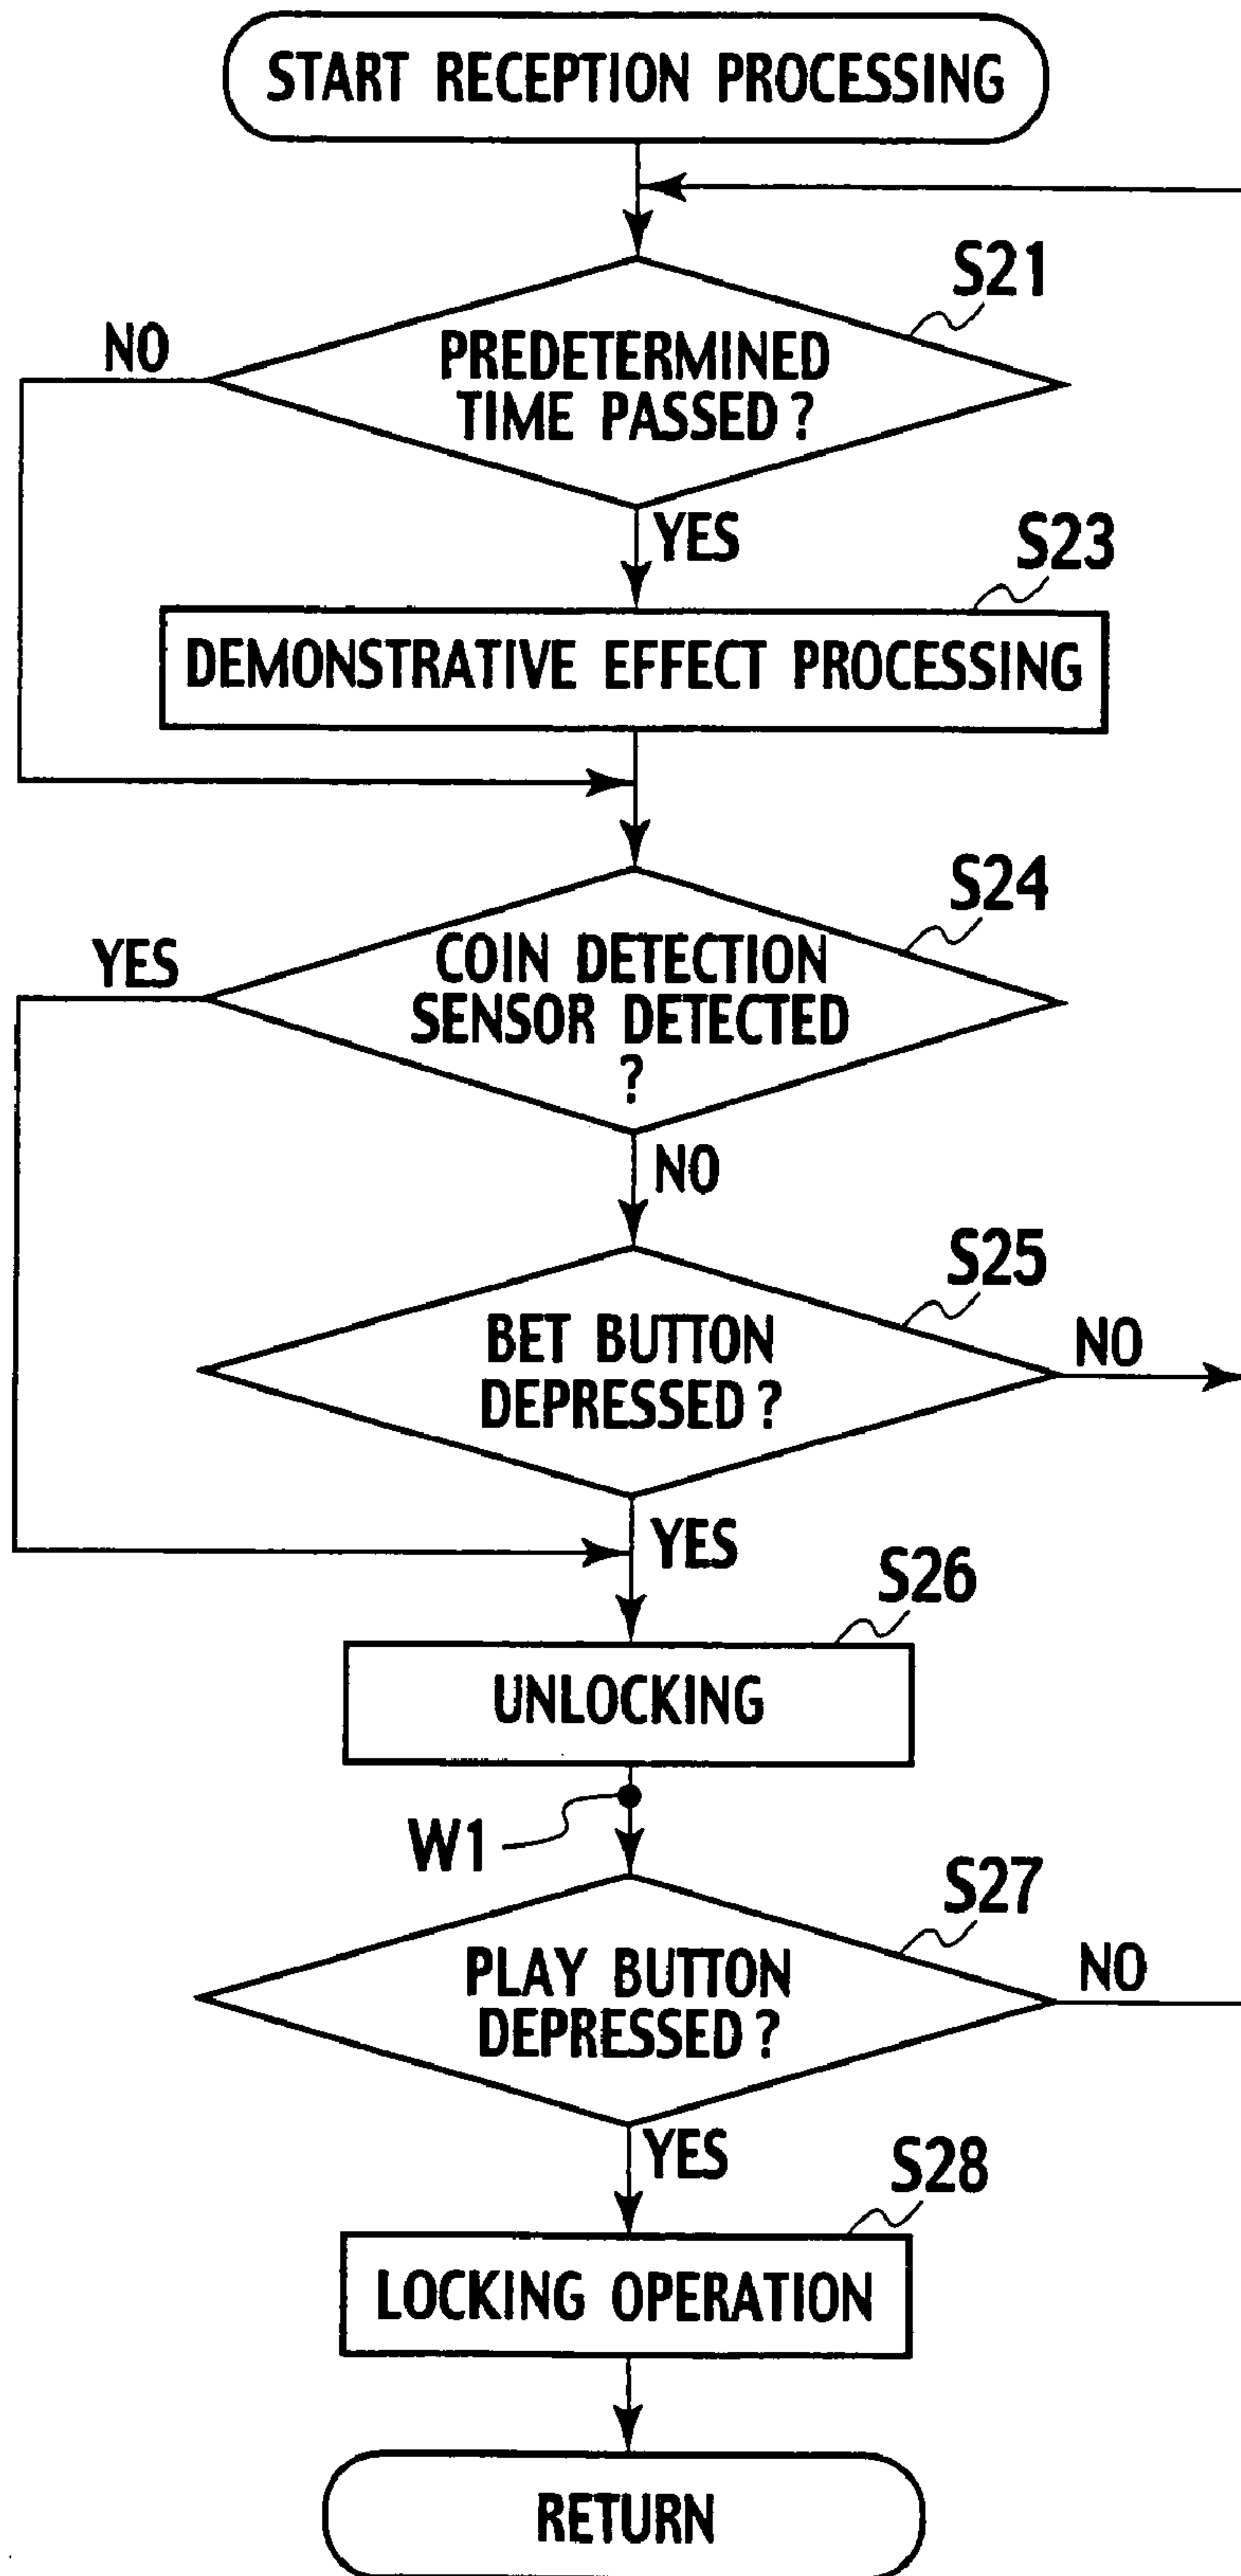 START RECEPTION PROCESSING
S21
NO
PREDETERMINED
TIME PASSED?
YES
S23
DEMONSTRATIVE EFFECT PROCESSING
S24
YES
COIN DETECTION
SENSOR DETECTED
?
NO
S25
BET BUTTON
DEPRESSED?
NO
YES
S26
UNLOCKING
W1
S27
PLAY BUTTON
DEPRESSED?
NO
YES
S28
LOCKING OPERATION
RETURN